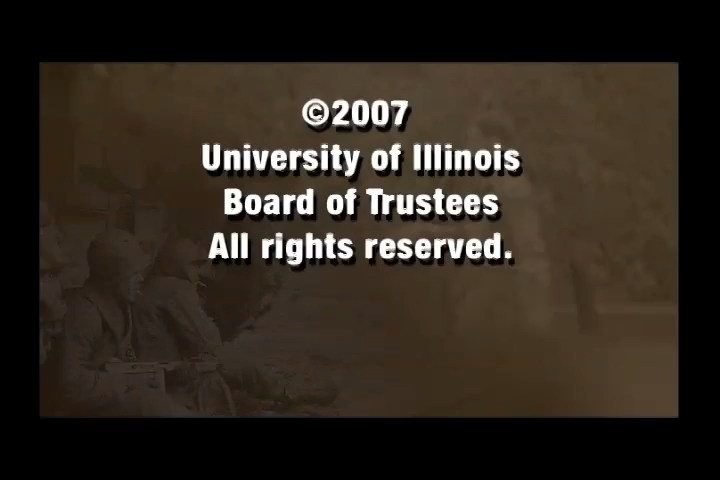 ©2007
University of Illinois
Board of Trustees
All rights reserved.